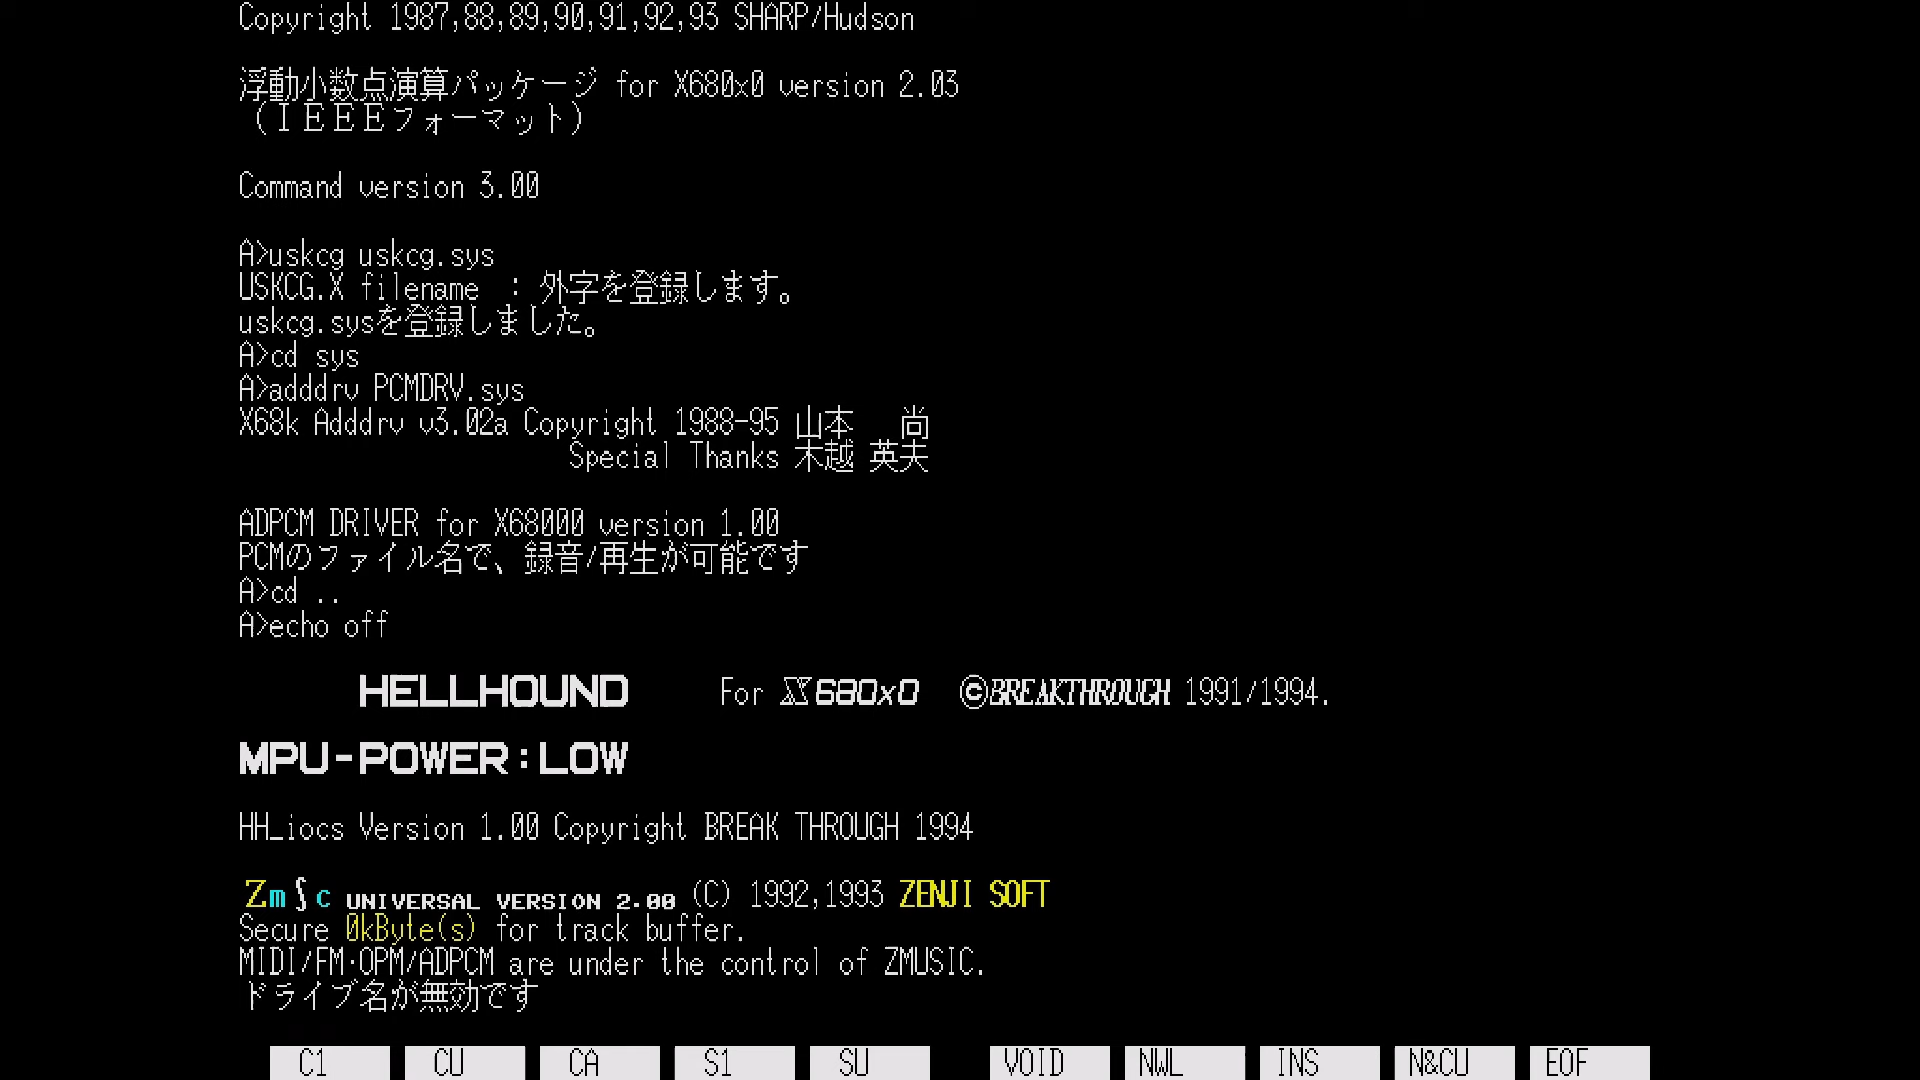 Copyright 1987,88,89,90,91,92,93 SHARP/Hudson
浮動小数点演算パッケージ for X680x0 version 2.03
（ＩＥＥＥフォーマット）
Command version 3.00
A>uskcg uskcg.sys
USKCG.X filename  : 外字を登録します。
uskcg.sysを登録しました。
A>cd sys
A>adddrv PCMDRV.sys
X68k Adddrv v3.02a Copyright 1988-95 山本　 尚
Special Thanks 木越 英夫
ADPCM DRIVER for X68000 version 1.00
PCMのファイル名で、録音/再生が可能です
A>cd ..
A>echo off
HELLHOUND For X680x0 ©BREAKTHROUGH 1991/1994.
MPU-POWER:LOW
HH_iocs Version 1.00 Copyright BREAK THROUGH 1994
Zm∫c UNIVERSAL VERSION 2.00 (C) 1992,1993 ZENJI SOFT
Secure 0kByte(s) for track buffer.
MIDI/FM･OPM/ADPCM are under the control of ZMUSIC.
ドライブ名が無効です
C1 CU CA S1 SU VOID NWL INS N&CU EOF